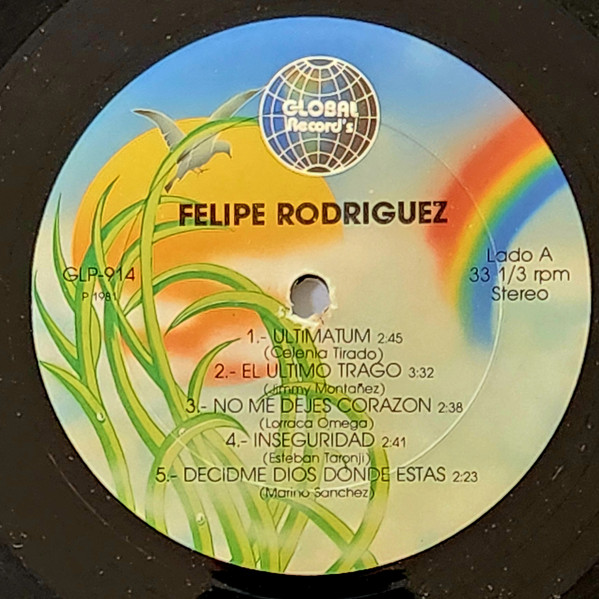 GLOBAL
Record's
FELIPE RODRIGUEZ
GLP-914
P 1981
Lado A
33 1/3 rpm
Stereo
1.- ULTIMATUM 2:45
(Celenia Tirado)
2.- EL ULTIMO TRAGO 3:32
(Jimmy Montañez)
3.- NO ME DEJES CORAZON 2:38
(Lorraca Omega)
4.- INSEGURIDAD 2:41
(Esteban Taronji)
5.- DECIDME DIOS DONDE ESTAS 2:23
(Marino Sanchez)